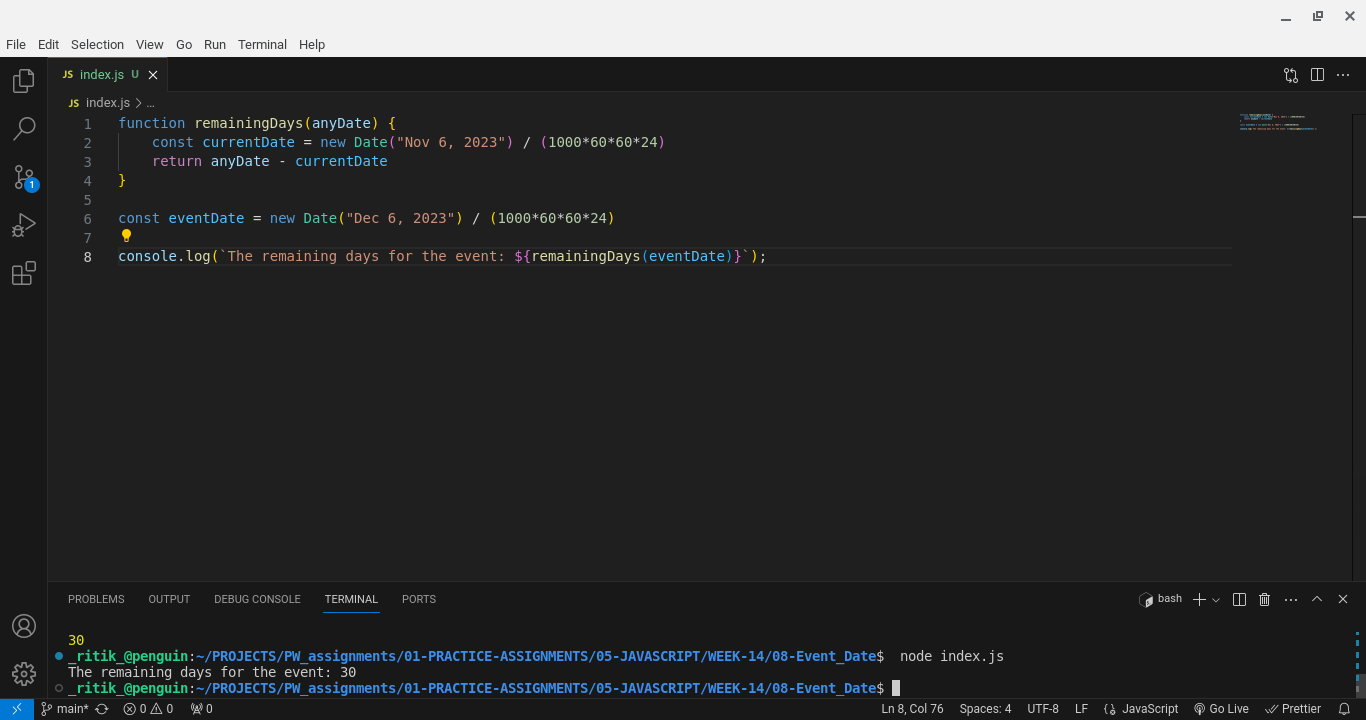 File Edit Selection View Go Run Terminal Help
JS index.js U
JS index.js > ...
1 function remainingDays(anyDate) {
2     const currentDate = new Date("Nov 6, 2023") / (1000*60*60*24)
3     return anyDate - currentDate
4 }
5
6 const eventDate = new Date("Dec 6, 2023") / (1000*60*60*24)
7
8 console.log(`The remaining days for the event: ${remainingDays(eventDate)}`);
1
PROBLEMS OUTPUT DEBUG CONSOLE TERMINAL PORTS bash
30
_ritik_@penguin:~/PROJECTS/PW_assignments/01-PRACTICE-ASSIGNMENTS/05-JAVASCRIPT/WEEK-14/08-Event_Date$  node index.js
The remaining days for the event: 30
_ritik_@penguin:~/PROJECTS/PW_assignments/01-PRACTICE-ASSIGNMENTS/05-JAVASCRIPT/WEEK-14/08-Event_Date$
main* 0 0 0 Ln 8, Col 76 Spaces: 4 UTF-8 LF JavaScript Go Live Prettier